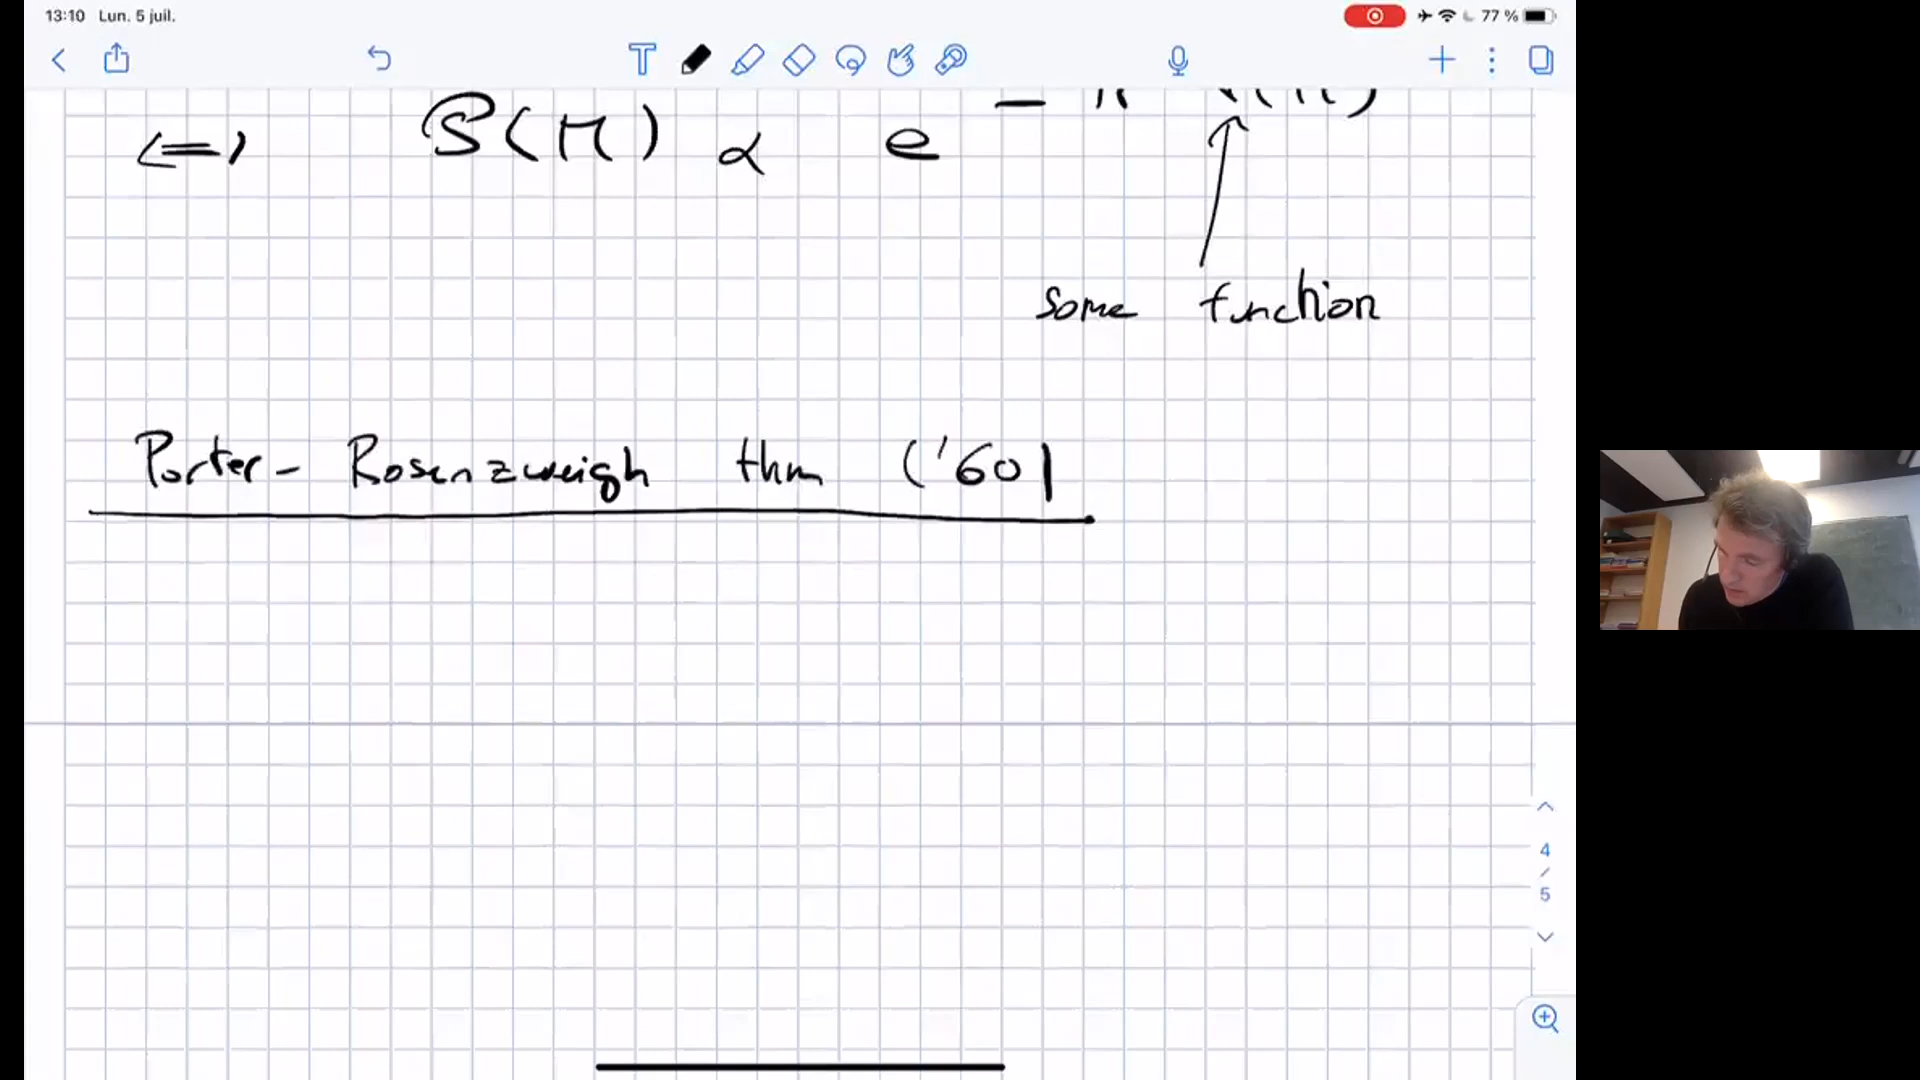 13:10 Lun. 5 juil.
77 %
T
⟺ P(M) ∝ e
some function
Porter - Rosenzweigh thm ('60)
4
/
5